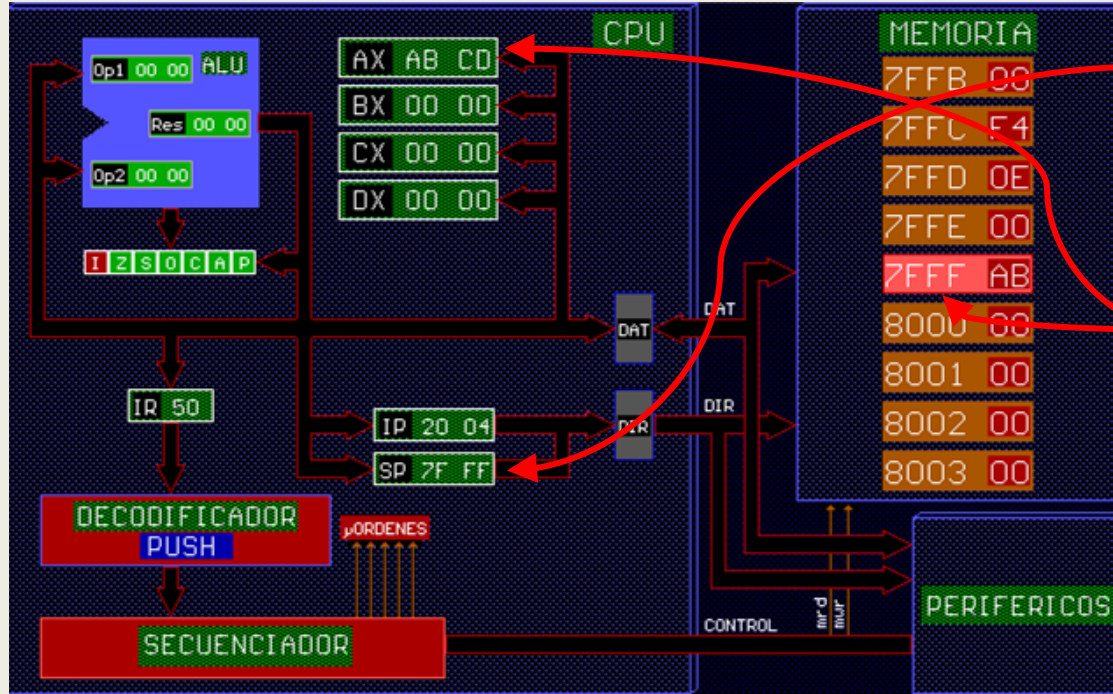 CPU
ALU
Op1 00 00
Res 00 00
Op2 00 00
I Z S O C A P
AX AB CD
BX 00 00
CX 00 00
DX 00 00
IR 50
IP 20 04
SP 7F FF
DECODIFICADOR
PUSH
µORDENES
SECUENCIADOR
DAT
DIR
DAT
DIR
CONTROL
mrd
mwr
MEMORIA
7FFB 00
7FFC F4
7FFD 0E
7FFE 00
7FFF AB
8000 00
8001 00
8002 00
8003 00
PERIFERICOS